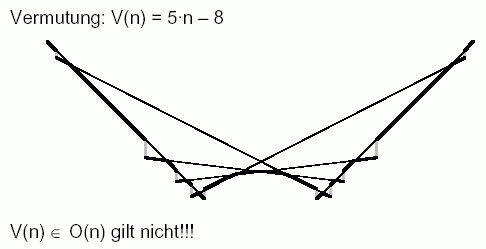 Vermutung: V(n) = 5·n – 8
V(n) ∈ O(n) gilt nicht!!!